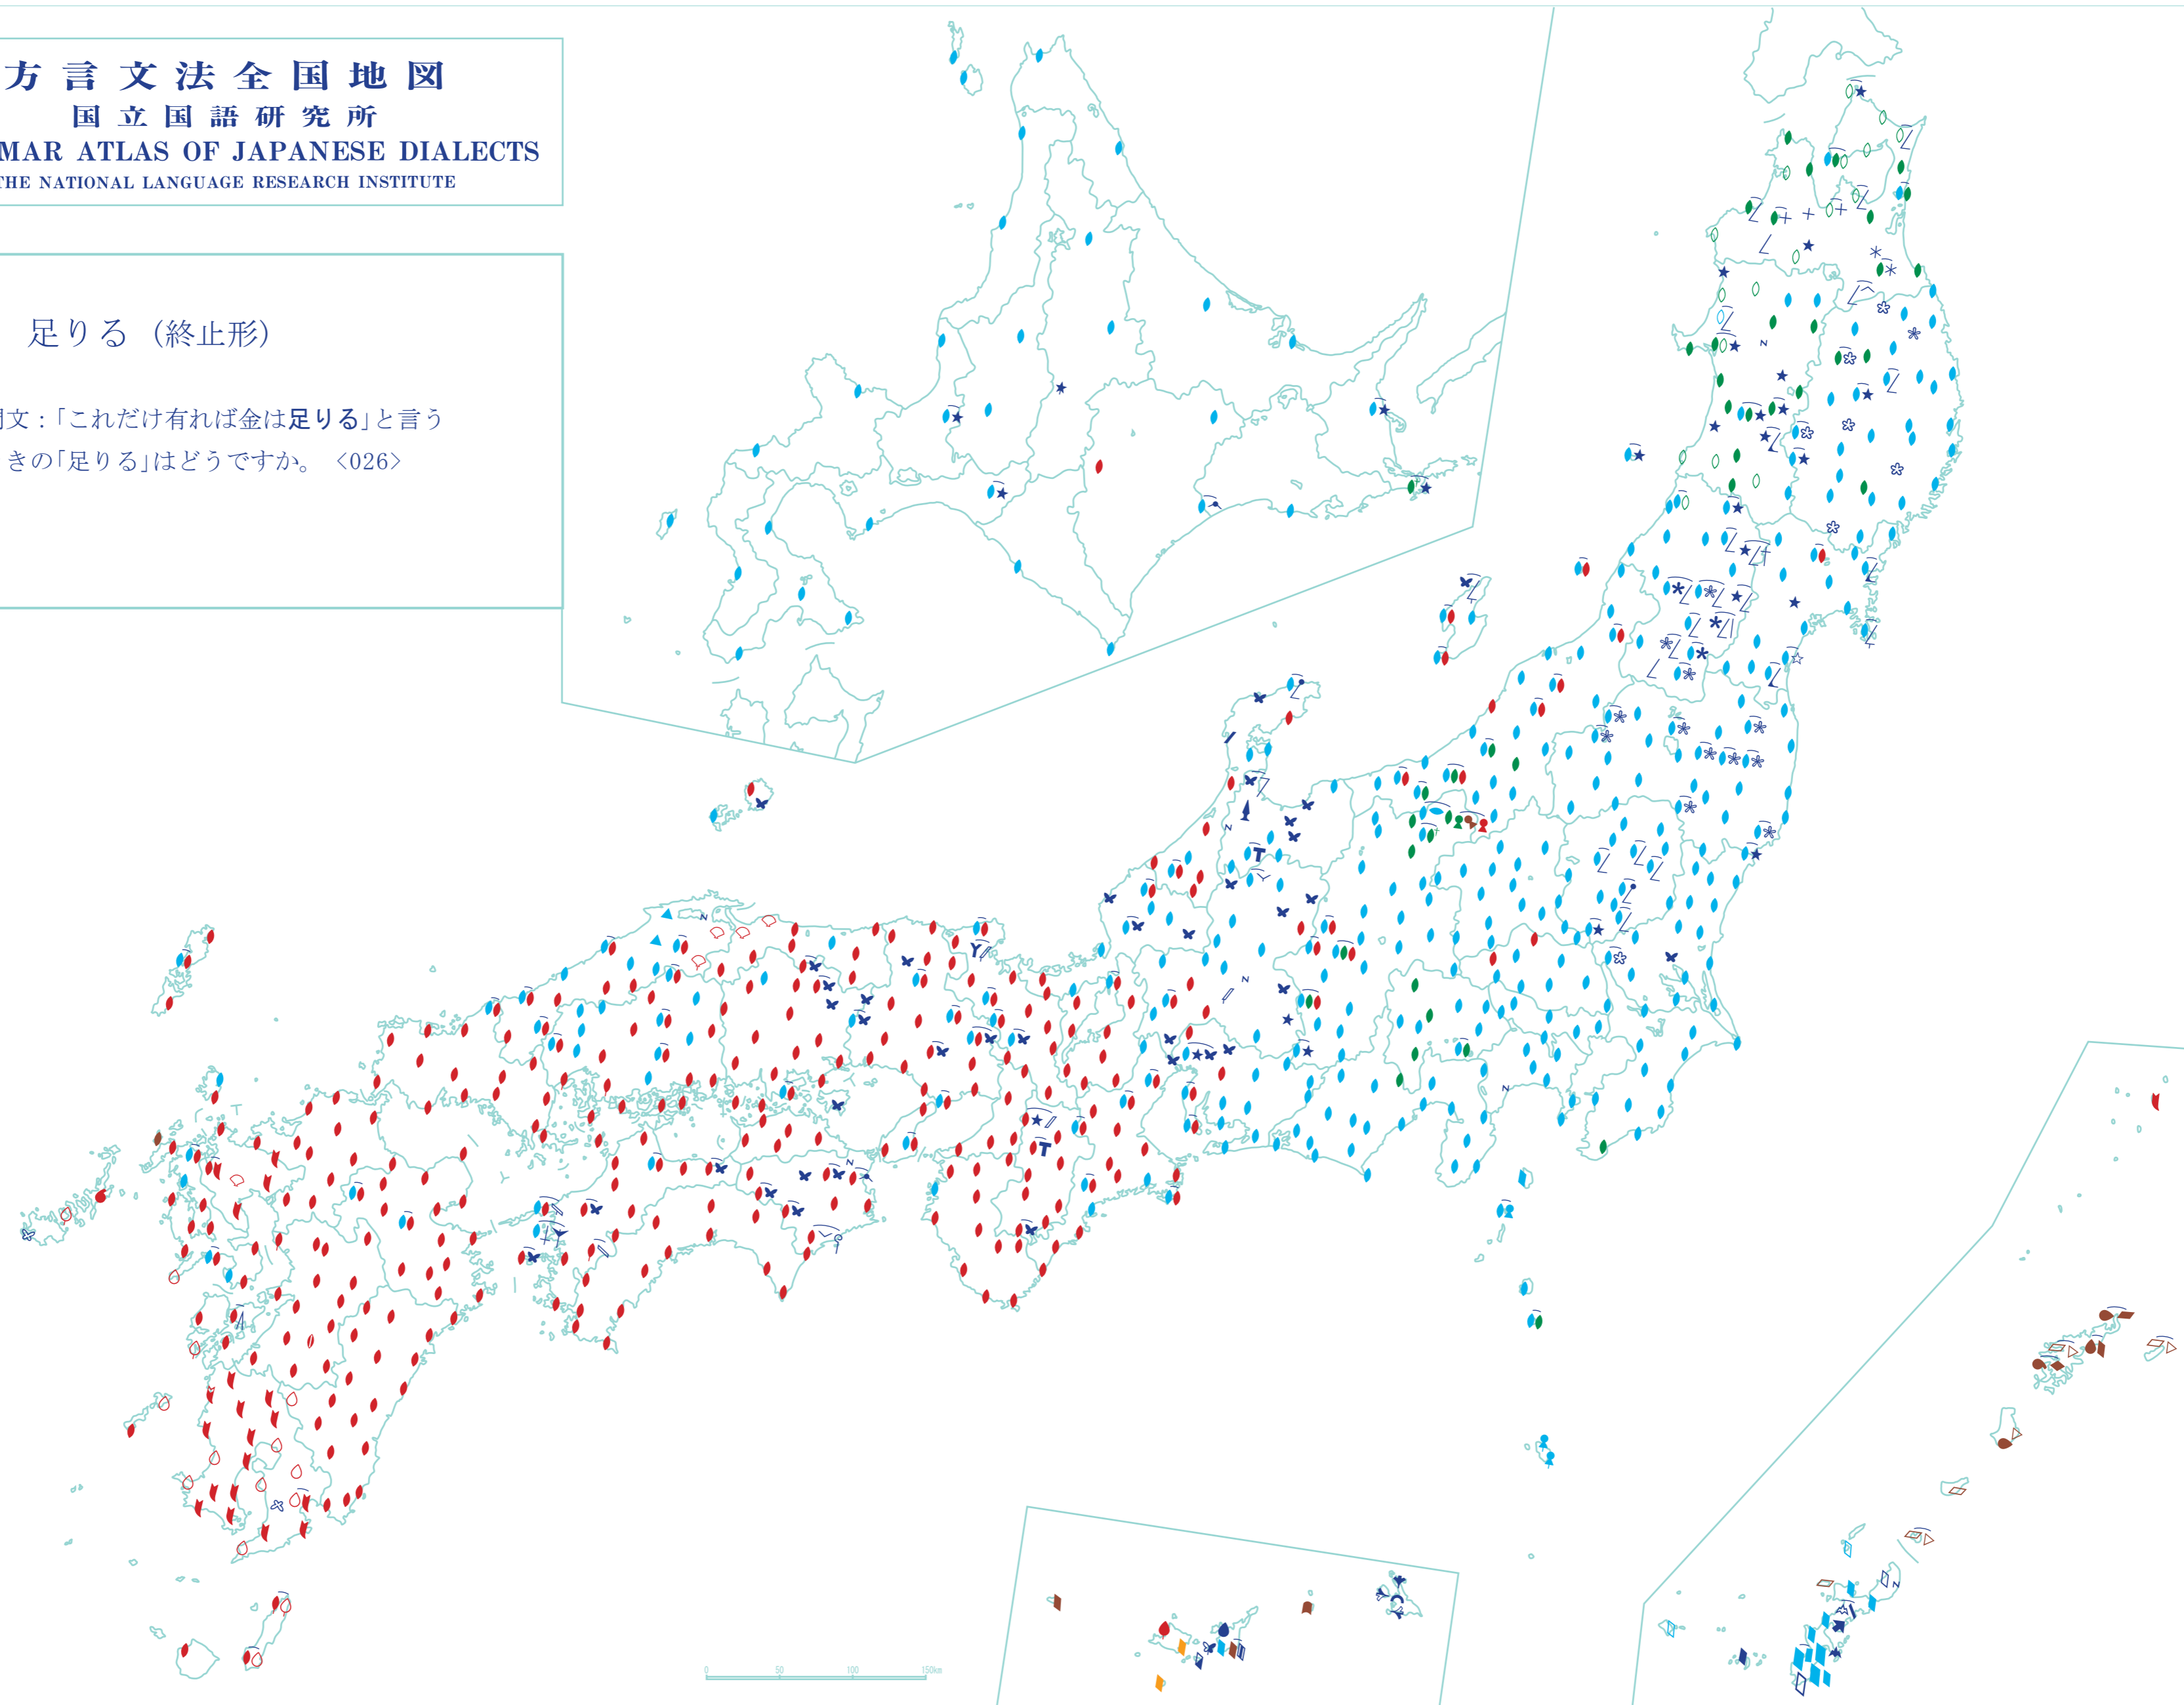 方言文法全国地図
国立国語研究所
MAR ATLAS OF JAPANESE DIALECTS
THE NATIONAL LANGUAGE RESEARCH INSTITUTE
足りる（終止形）
文：「これだけ有れば金は足りる」と言う
きの「足りる」はどうですか。〈026〉
0 50 100 150km